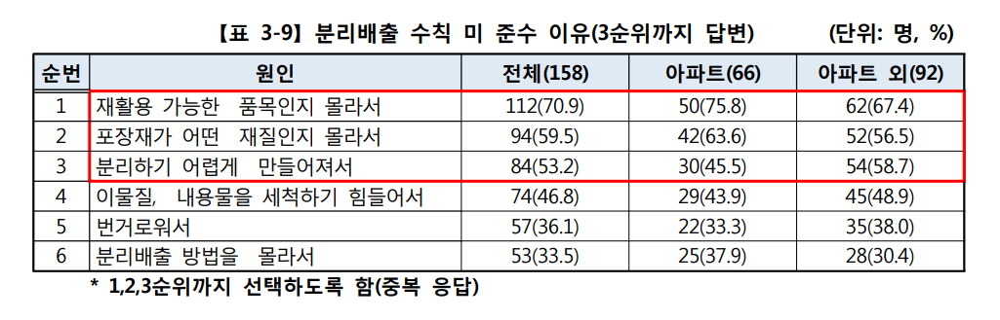 【표 3-9】 분리배출 수칙 미 준수 이유(3순위까지 답변) (단위: 명, %)
순번 원인 전체(158) 아파트(66) 아파트 외(92)
1 재활용 가능한 품목인지 몰라서 112(70.9) 50(75.8) 62(67.4)
2 포장재가 어떤 재질인지 몰라서 94(59.5) 42(63.6) 52(56.5)
3 분리하기 어렵게 만들어져서 84(53.2) 30(45.5) 54(58.7)
4 이물질, 내용물을 세척하기 힘들어서 74(46.8) 29(43.9) 45(48.9)
5 번거로워서 57(36.1) 22(33.3) 35(38.0)
6 분리배출 방법을 몰라서 53(33.5) 25(37.9) 28(30.4)
* 1,2,3순위까지 선택하도록 함(중복 응답)